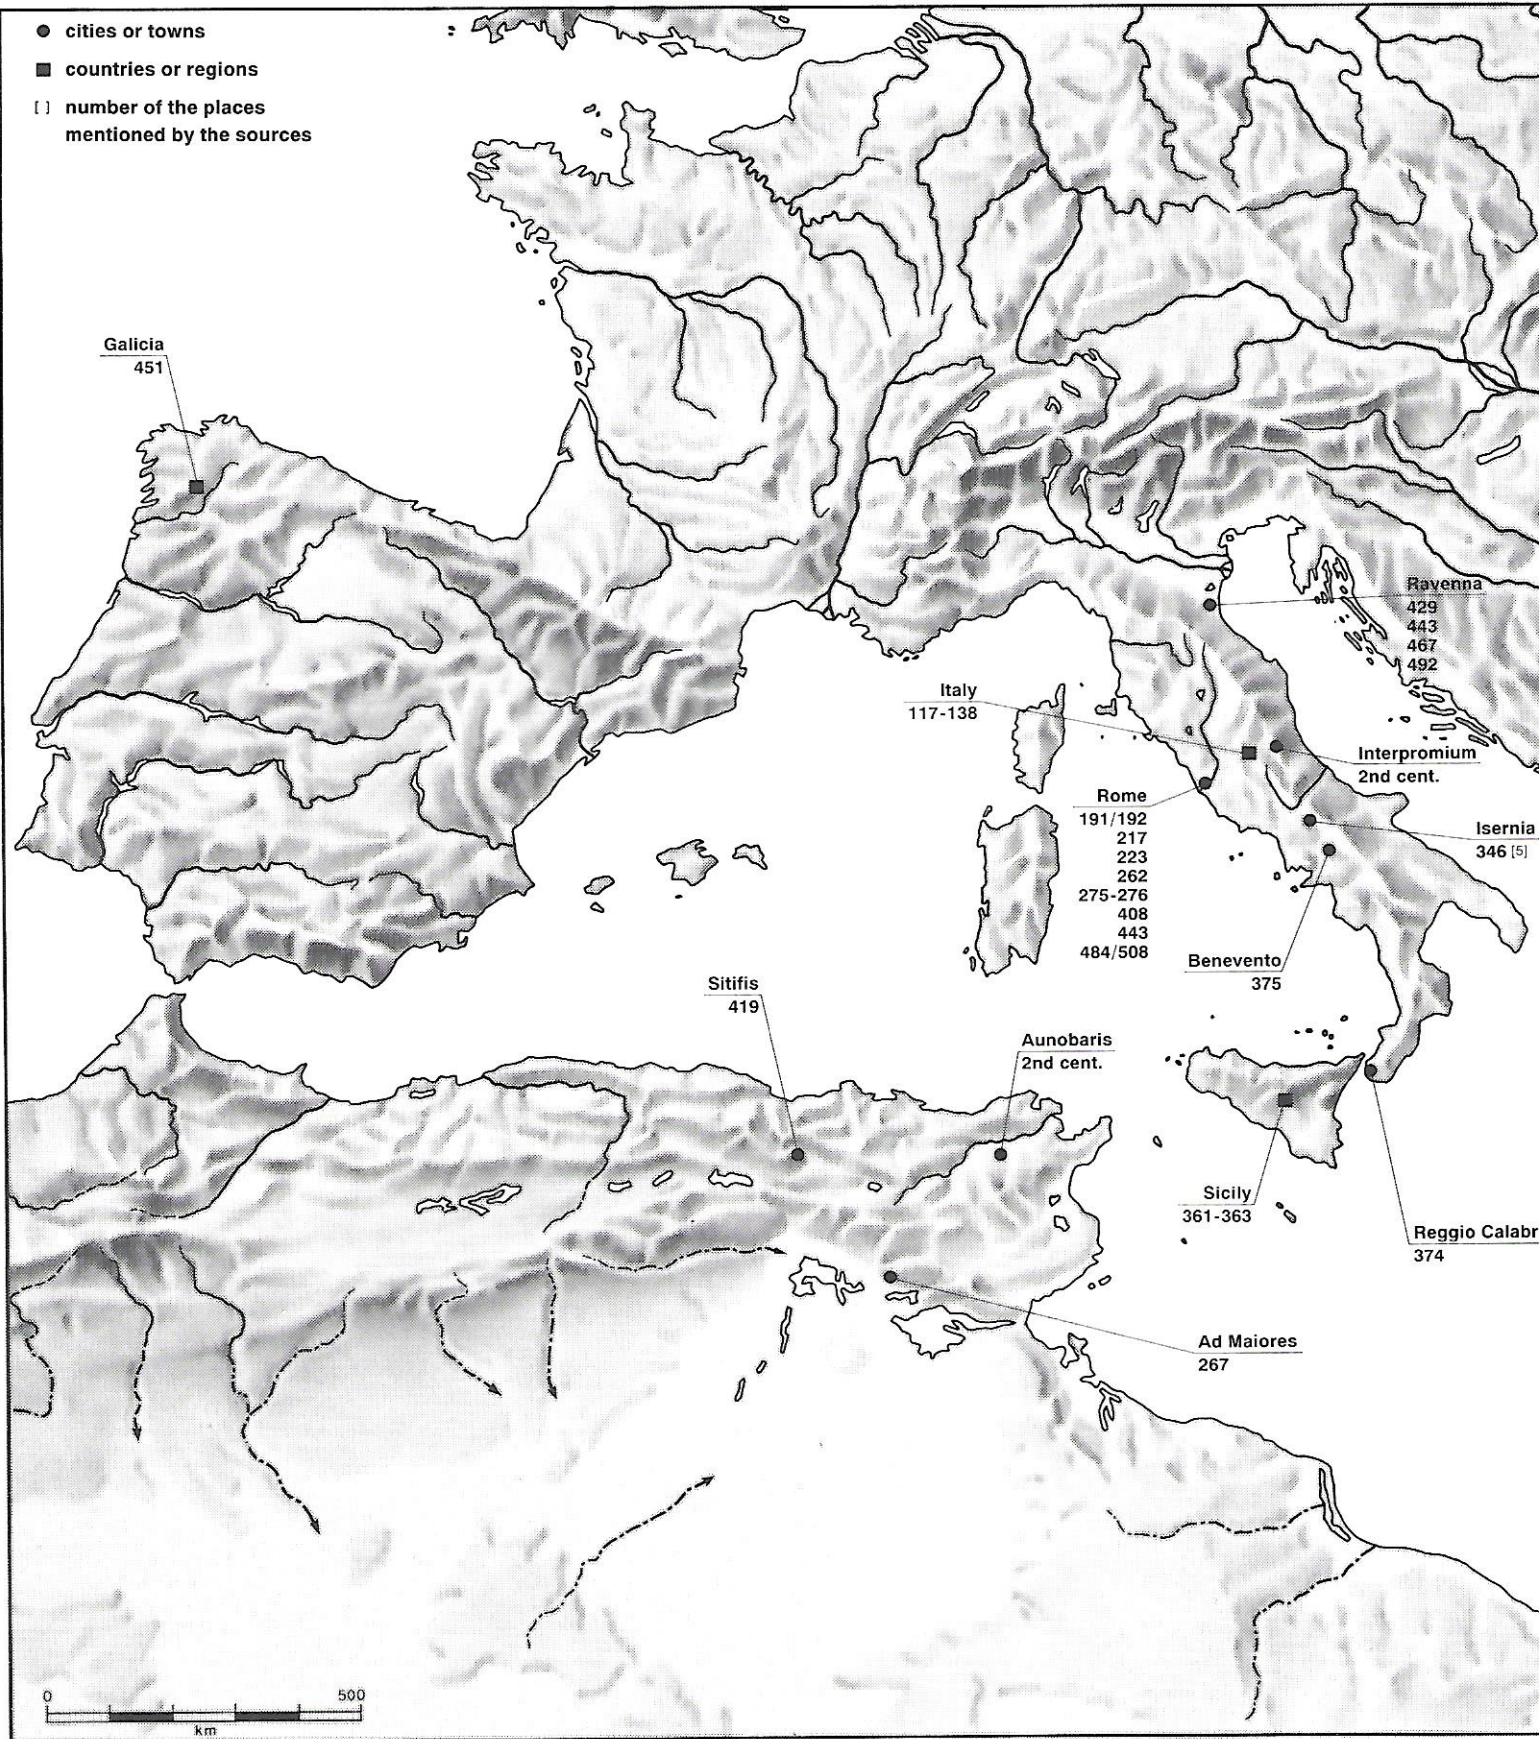 cities or towns
countries or regions
[ ] number of the places
mentioned by the sources
Galicia
451
Ravenna
429
443
467
492
Italy
117-138
Interpromium
2nd cent.
Rome
191/192
217
223
262
275-276
408
443
484/508
Isernia
346 [5]
Benevento
375
Sitifis
419
Aunobaris
2nd cent.
Sicily
361-363
Reggio Calabr
374
Ad Maiores
267
0 500
km